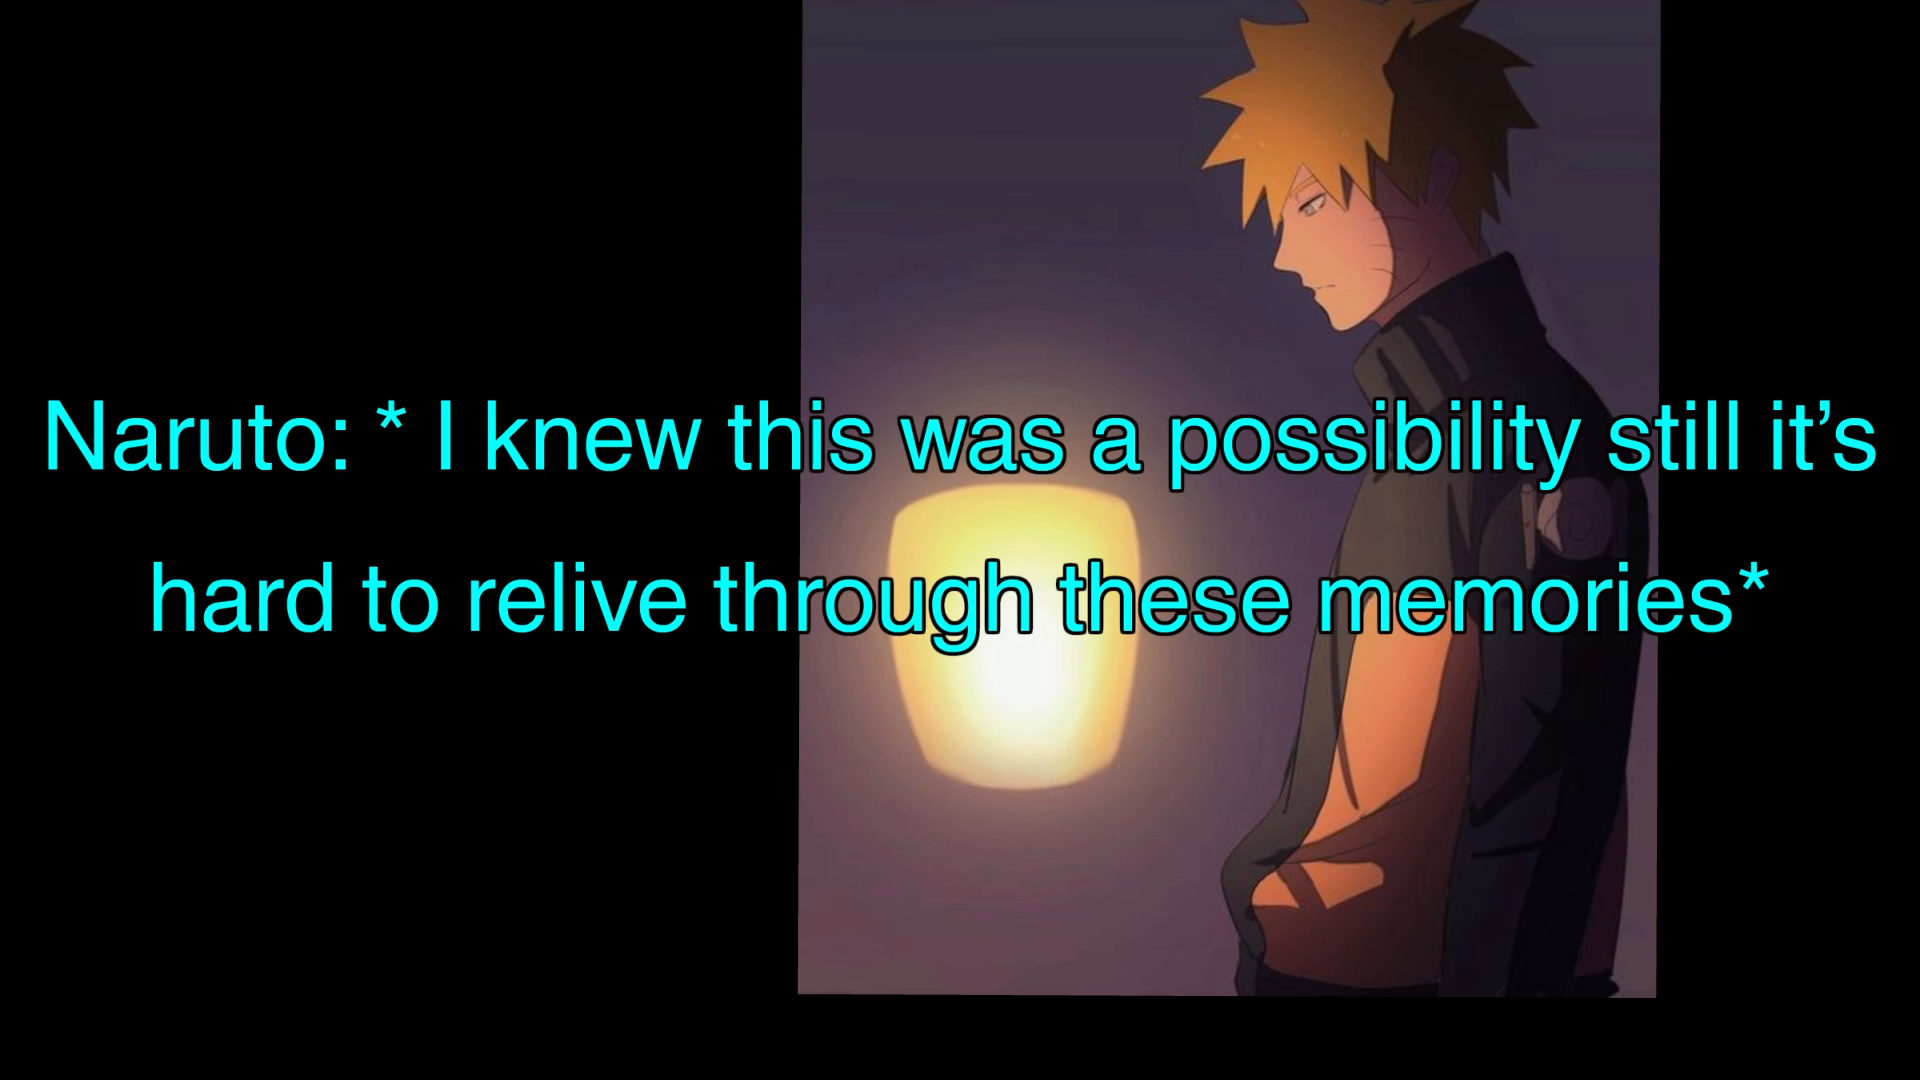 Naruto: * I knew this was a possibility still it’s
hard to relive through these memories*